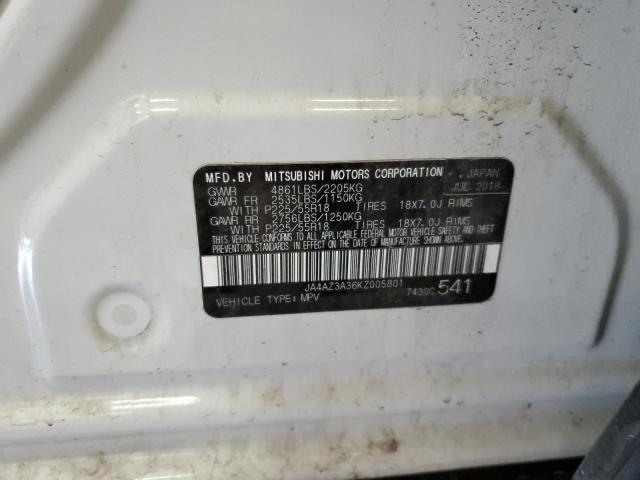 MFD.BY MITSUBISHI MOTORS CORPORATION , JAPAN
GVWR 4861LBS/2205KG JUL 2018
GAWR FR 2535LBS/1150KG
WITH P225/55R18 TIRES 18X7.0J RIMS
GAWR RR 2756LBS/1250KG
WITH P225/55R18 TIRES 18X7.0J RIMS
THIS VEHICLE CONFORMS TO ALL APPLICABLE FEDERAL MOTOR VEHICLE SAFETY AND THEFT
PREVENTION STANDARDS IN EFFECT ON THE DATE OF MANUFACTURE SHOWN ABOVE.
JA4AZ3A36KZ005801
VEHICLE TYPE: MPV 7430C 541